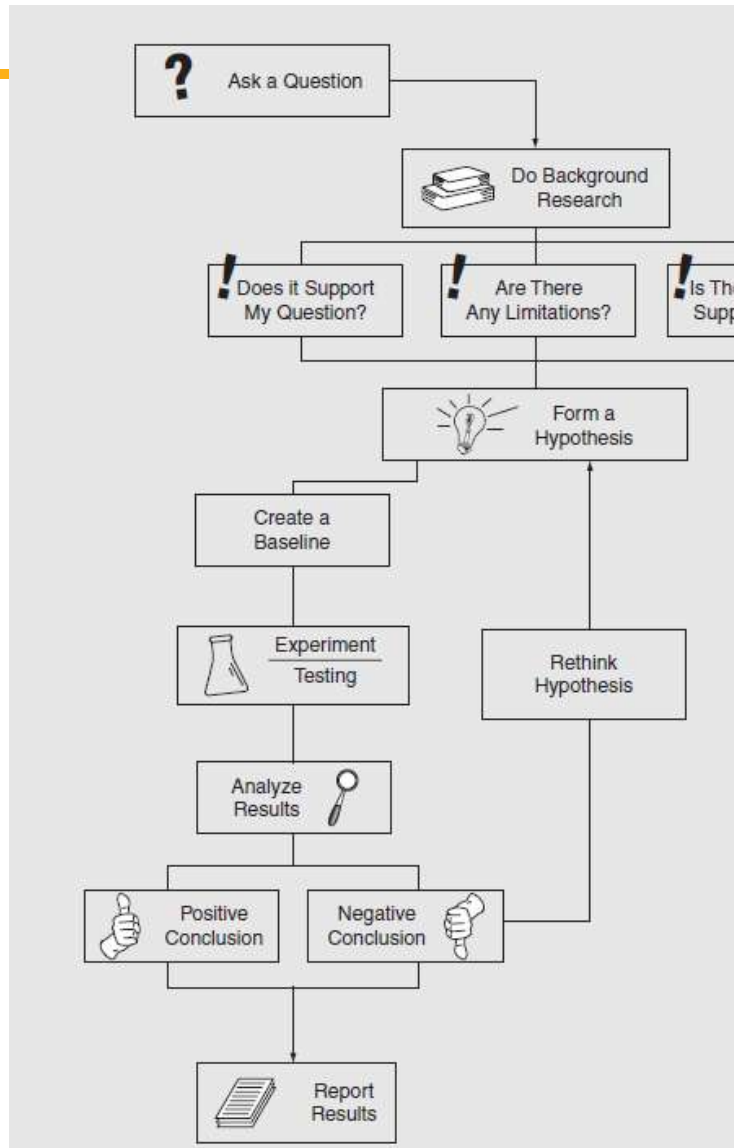 Ask a Question
Do Background
Research
Does it Support
My Question?
Are There
Any Limitations?
Is
Form a
Hypothesis
Create a
Baseline
Experiment
Testing
Rethink
Hypothesis
Analyze
Results
Positive
Conclusion
Negative
Conclusion
Report
Results